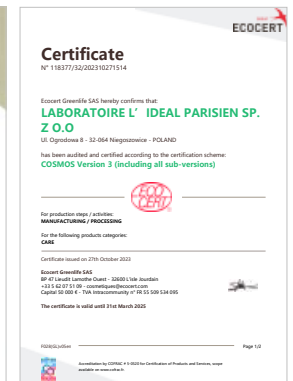 ECOCERT
Certificate
N° 118377/32/202310271514
Ecocert Greenlife SAS hereby confirms that:
LABORATOIRE L' IDEAL PARISIEN SP.
Z O.O
Ul. Ogrodowa 8 - 32-064 Niegoszowice - POLAND
has been audited and certified according to the certification scheme:
COSMOS Version 3 (including all sub-versions)
ECO
CERT
For production steps / activities:
MANUFACTURING / PROCESSING
For the following products categories:
CARE
Certificate issued on 27th October 2023
Ecocert Greenlife SAS
BP 47 Lieudit Lamothe Ouest - 32600 L'Isle Jourdain
+33 5 62 07 51 09 - cosmetiques@ecocert.com
Capital 50 000 € - TVA Intracommunity n° FR 55 509 534 095
The certificate is valid until 31st March 2025
Page 1/2
Accreditation by COFRAC
for Certification of Products and Services, scope
available on www.cofrac.fr